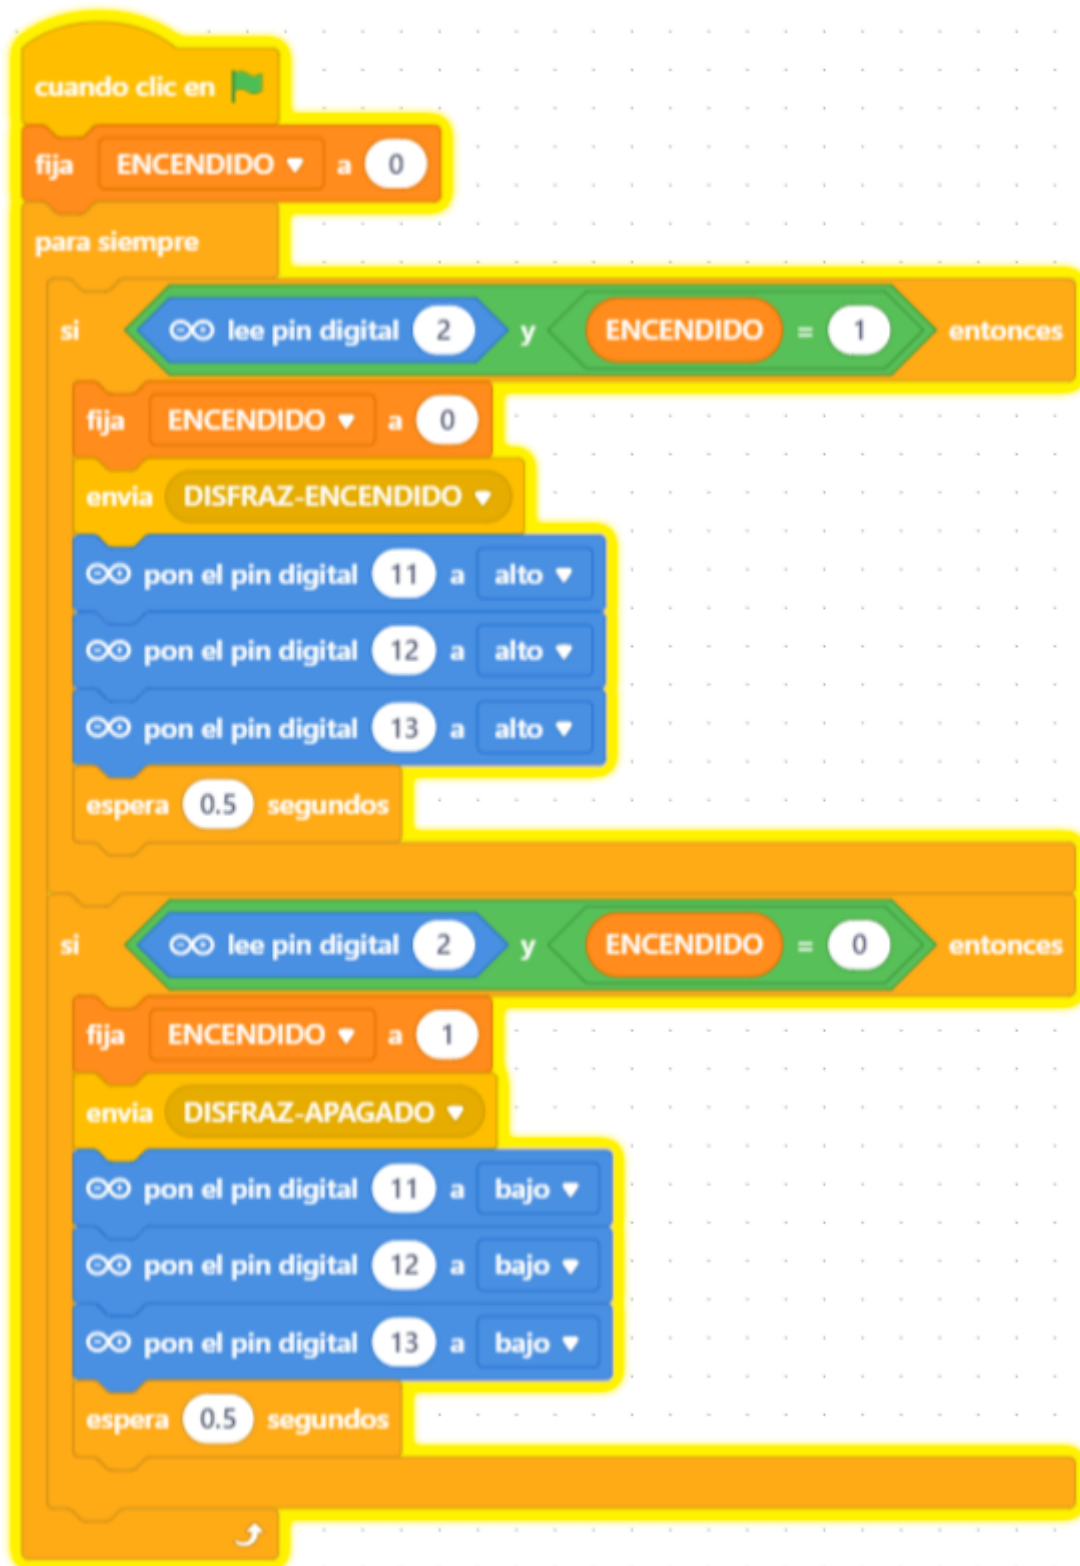 cuando clic en
fija ENCENDIDO a 0
para siempre
si lee pin digital 2 y ENCENDIDO = 1 entonces
fija ENCENDIDO a 0
envia DISFRAZ-ENCENDIDO
pon el pin digital 11 a alto
pon el pin digital 12 a alto
pon el pin digital 13 a alto
espera 0.5 segundos
si lee pin digital 2 y ENCENDIDO = 0 entonces
fija ENCENDIDO a 1
envia DISFRAZ-APAGADO
pon el pin digital 11 a bajo
pon el pin digital 12 a bajo
pon el pin digital 13 a bajo
espera 0.5 segundos